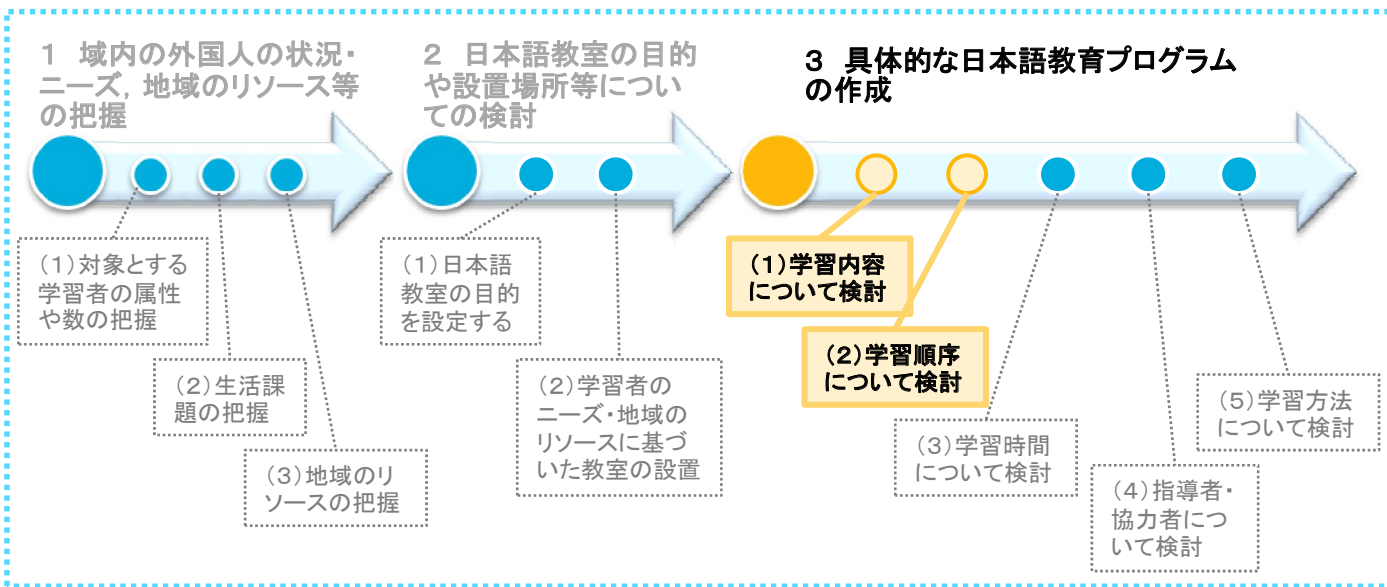 1 域内の外国人の状況・
ニーズ，地域のリソース等
の把握
(1)対象とする
学習者の属性
や数の把握
(2)生活課
題の把握
(3)地域のリ
ソースの把握
2 日本語教室の目的
や設置場所等につい
ての検討
(1)日本語
教室の目的
を設定する
(2)学習者の
ニーズ・地域の
リソースに基づ
いた教室の設置
3 具体的な日本語教育プログラム
の作成
(1)学習内容
について検討
(2)学習順序
について検討
(3)学習時間
について検討
(4)指導者・
協力者につ
いて検討
(5)学習方法
について検討